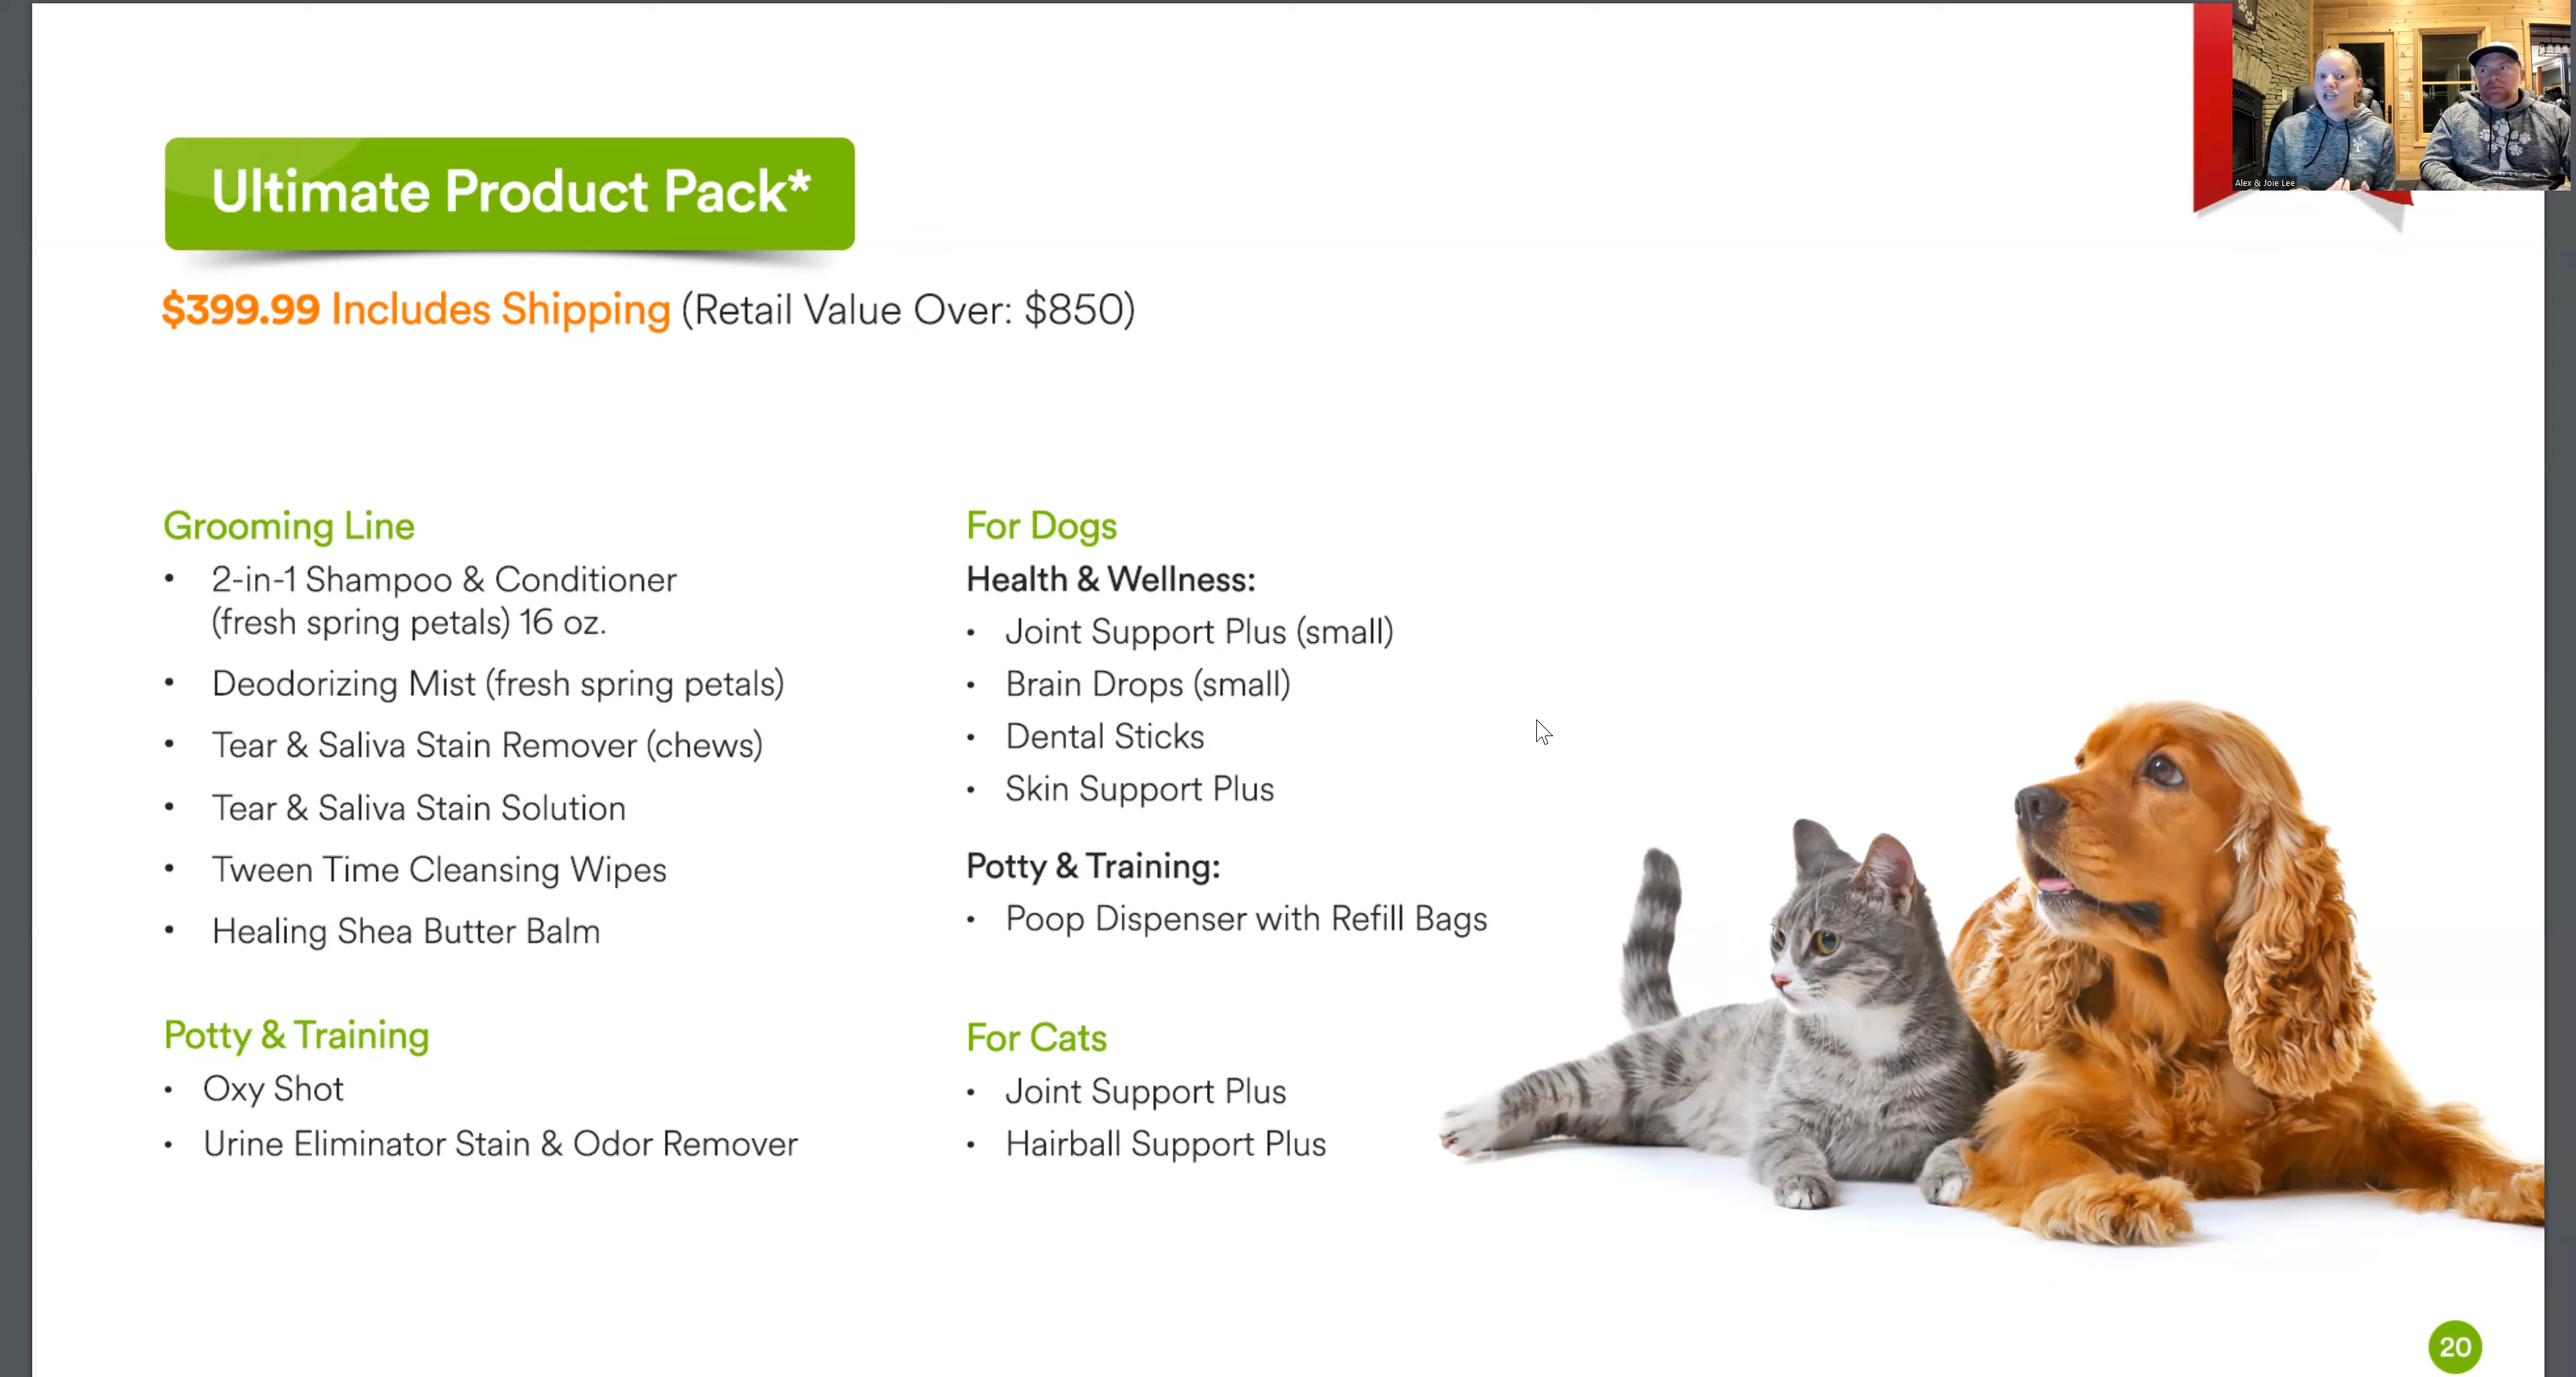 Ultimate Product Pack*
$399.99 Includes Shipping (Retail Value Over: $850)
Grooming Line
• 2-in-1 Shampoo & Conditioner
(fresh spring petals) 16 oz.
• Deodorizing Mist (fresh spring petals)
• Tear & Saliva Stain Remover (chews)
• Tear & Saliva Stain Solution
• Tween Time Cleansing Wipes
• Healing Shea Butter Balm
Potty & Training
• Oxy Shot
• Urine Eliminator Stain & Odor Remover
For Dogs
Health & Wellness:
• Joint Support Plus (small)
• Brain Drops (small)
• Dental Sticks
• Skin Support Plus
Potty & Training:
• Poop Dispenser with Refill Bags
For Cats
• Joint Support Plus
• Hairball Support Plus
Alex & Joie Lee
20